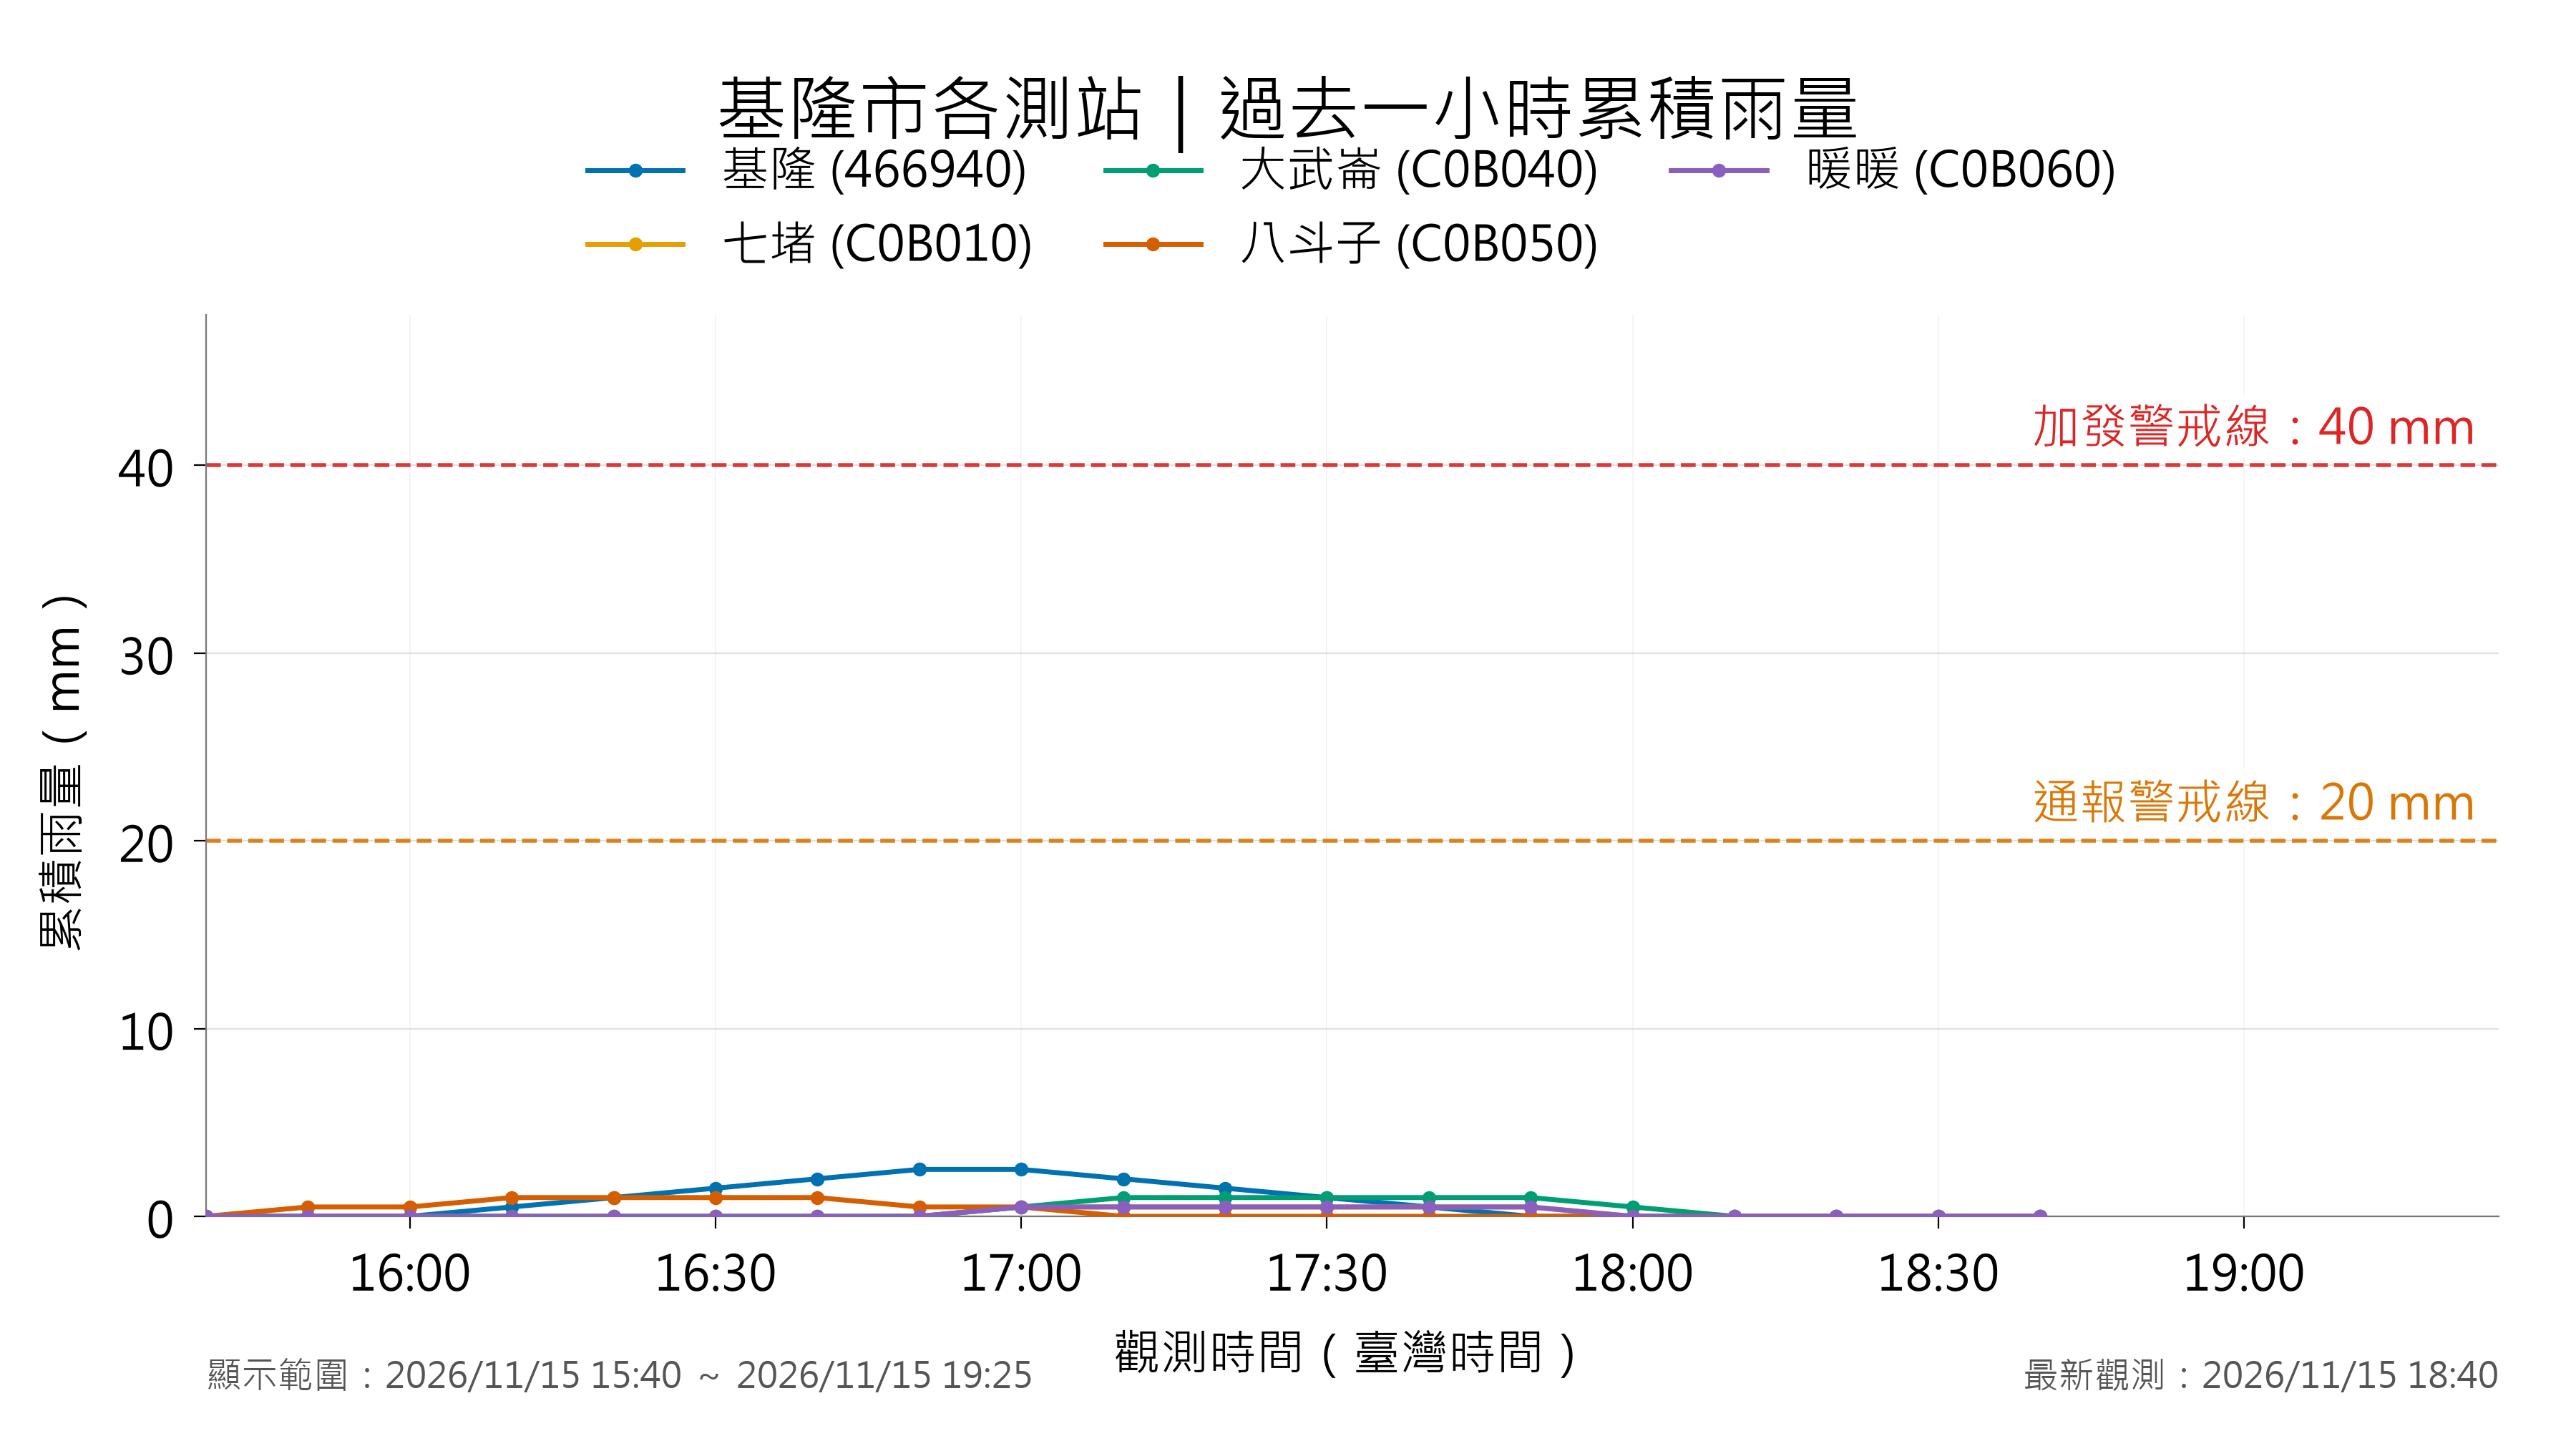 基隆市各測站｜過去一小時累積雨量
基隆 (466940)
大武崙 (C0B040)
暖暖 (C0B060)
七堵 (C0B010)
八斗子 (C0B050)
加發警戒線：40 mm
通報警戒線：20 mm
累積雨量（mm）
40
30
20
10
0
16:00
16:30
17:00
17:30
18:00
18:30
19:00
觀測時間（臺灣時間）
顯示範圍：2026/11/15 15:40 ~ 2026/11/15 19:25
最新觀測：2026/11/15 18:40